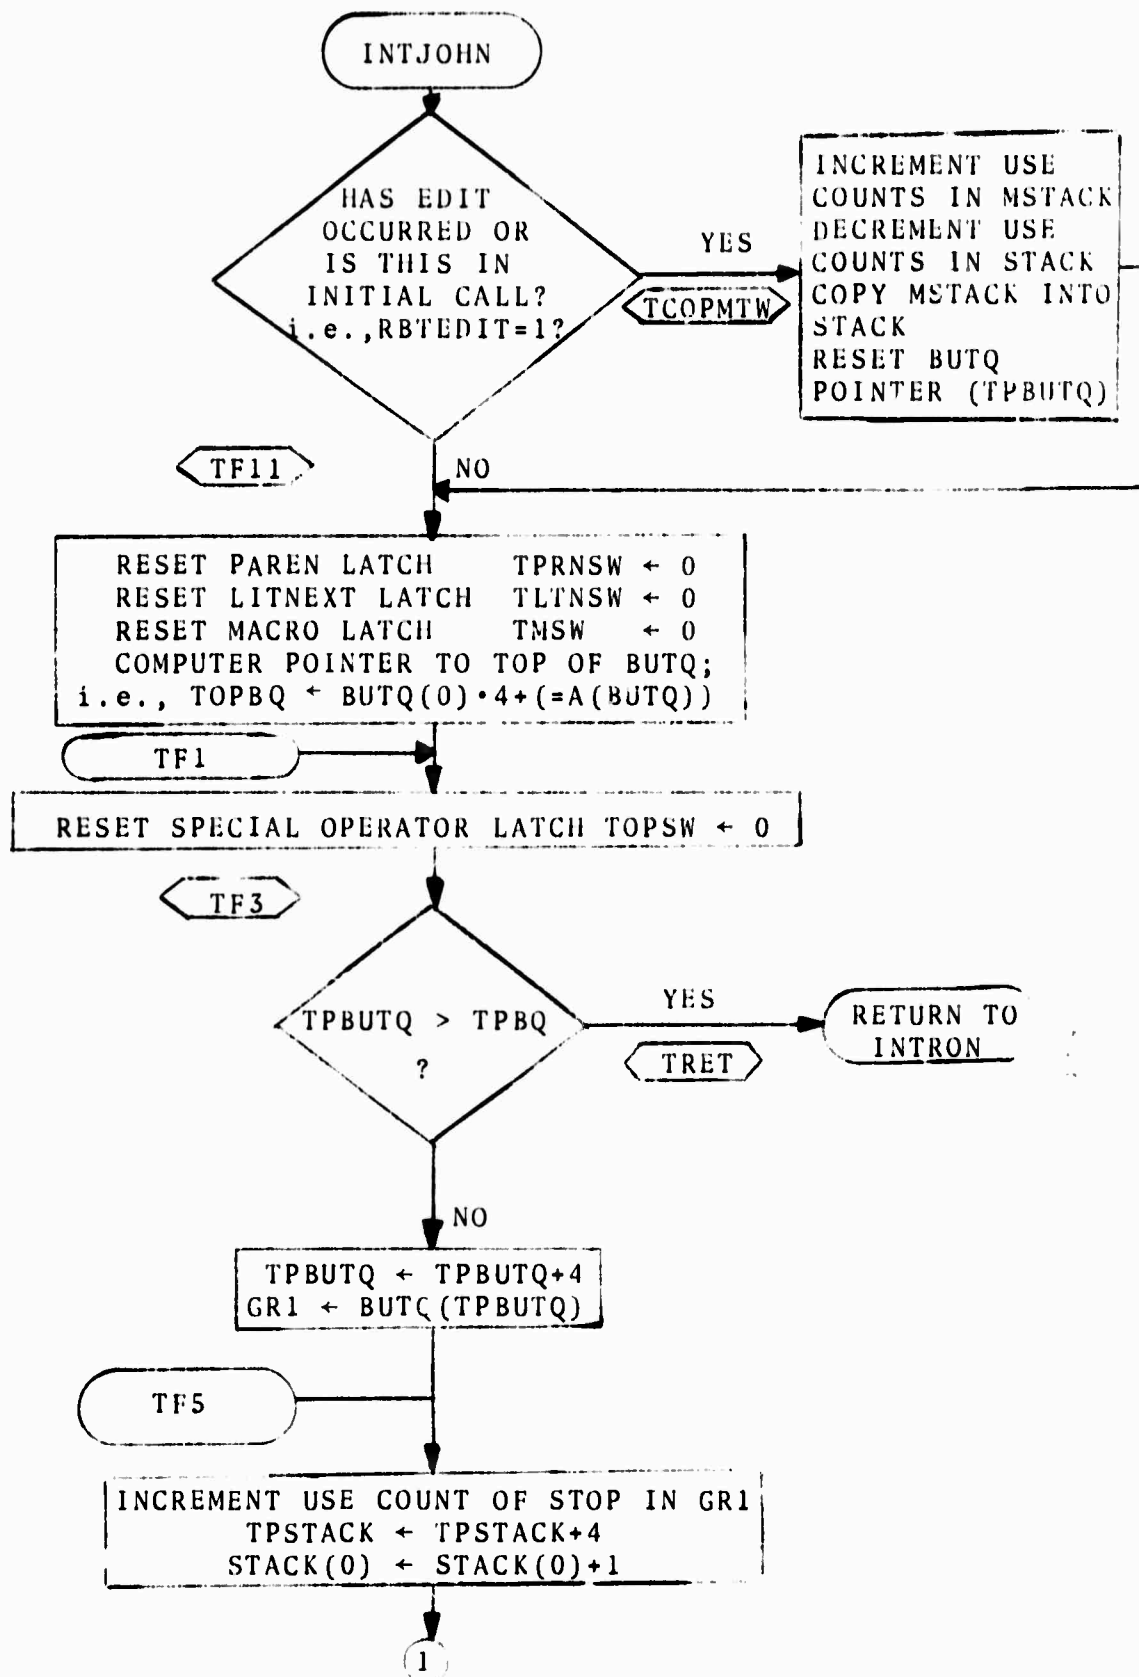 INTJOHN
HAS EDIT
OCCURRED OR
IS THIS IN
INITIAL CALL?
i.e.,RBTEDIT=1?
YES
TCOPMTW
INCREMENT USE
COUNTS IN MSTACK
DECREMENT USE
COUNTS IN STACK
COPY MSTACK INTO
STACK
RESET BUTQ
POINTER (TPBUTQ)
TF11
NO
RESET PAREN LATCH TPRNSW ← 0
RESET LITNEXT LATCH TLTNSW ← 0
RESET MACRO LATCH TMSW ← 0
COMPUTER POINTER TO TOP OF BUTQ;
i.e., TOPBQ ← BUTQ(0)·4+(=A(BUTQ))
TF1
RESET SPECIAL OPERATOR LATCH TOPSW ← 0
TF3
TPBUTQ > TPBQ
?
YES
TRET
RETURN TO
INTRON
NO
TPBUTQ ← TPBUTQ+4
GR1 ← BUTQ(TPBUTQ)
TF5
INCREMENT USE COUNT OF STOP IN GR1
TPSTACK ← TPSTACK+4
STACK(0) ← STACK(0)+1
1